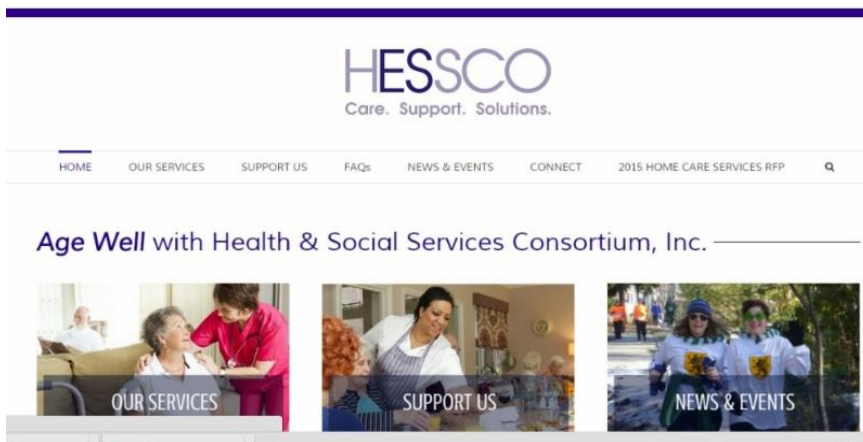 HESSCO
Care. Support. Solutions.
HOME OUR SERVICES SUPPORT US FAQs NEWS & EVENTS CONNECT 2015 HOME CARE SERVICES RFP
Age Well with Health & Social Services Consortium, Inc.
OUR SERVICES SUPPORT US NEWS & EVENTS